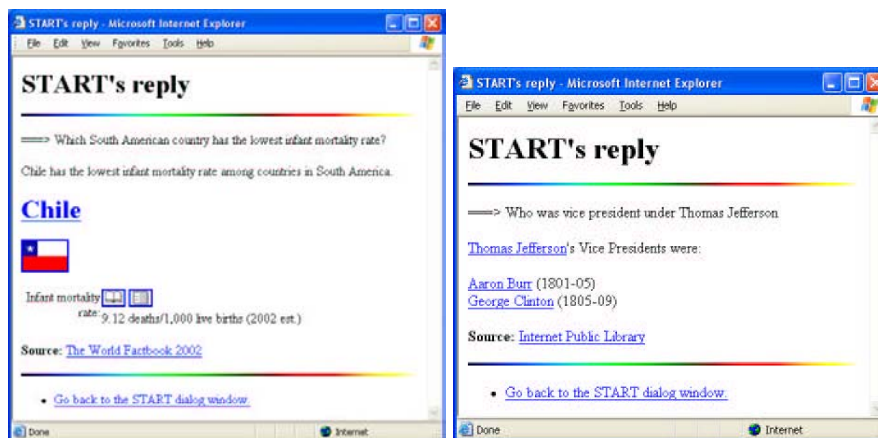 START's reply - Microsoft Internet Explorer
File Edit View Favorites Tools Help
START's reply
===> Which South American country has the lowest infant mortality rate?
Chile has the lowest infant mortality rate among countries in South America.
Chile
Infant mortality
rate: 9.12 deaths/1,000 live births (2002 est.)
Source: The World Factbook 2002
• Go back to the START dialog window.
Done Internet
START's reply - Microsoft Internet Explorer
File Edit View Favorites Tools Help
START's reply
===> Who was vice president under Thomas Jefferson
Thomas Jefferson's Vice Presidents were:
Aaron Burr (1801-05)
George Clinton (1805-09)
Source: Internet Public Library
• Go back to the START dialog window.
Done Internet